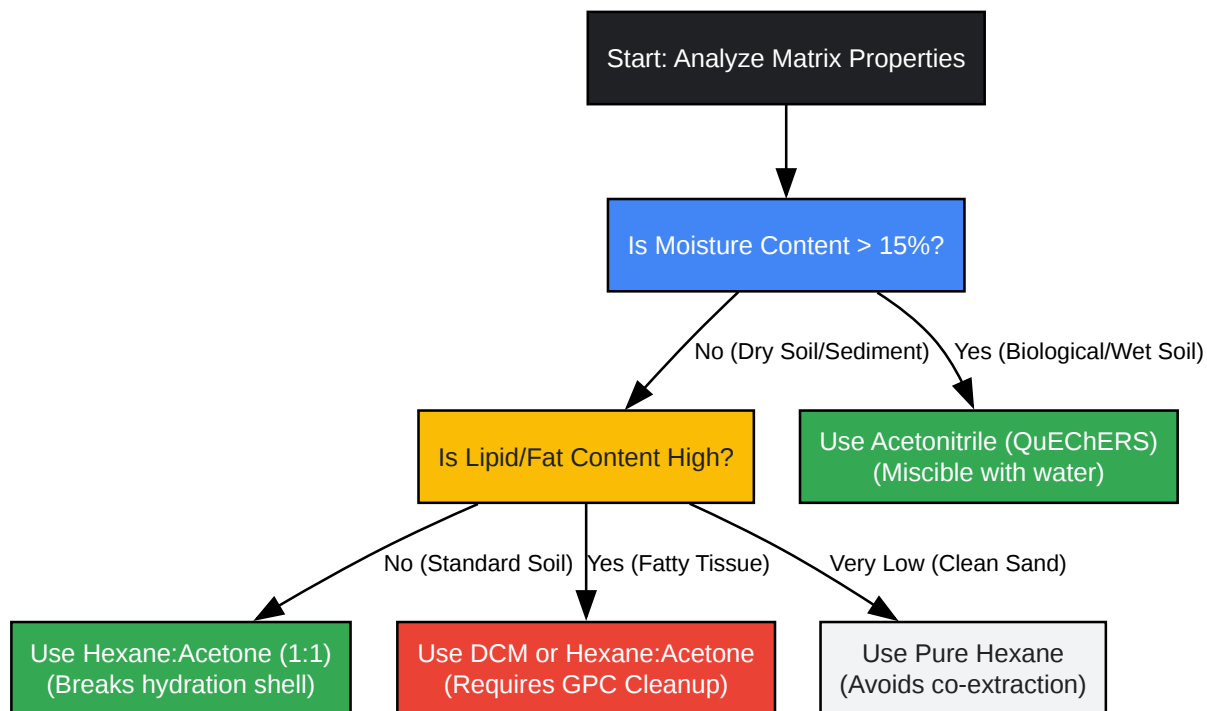 Start: Analyze Matrix Properties
Is Moisture Content > 15%?
No (Dry Soil/Sediment)
Yes (Biological/Wet Soil)
Is Lipid/Fat Content High?
Use Acetonitrile (QuEChERS)
(Miscible with water)
No (Standard Soil)
Yes (Fatty Tissue)
Very Low (Clean Sand)
Use Hexane:Acetone (1:1)
(Breaks hydration shell)
Use DCM or Hexane:Acetone
(Requires GPC Cleanup)
Use Pure Hexane
(Avoids co-extraction)